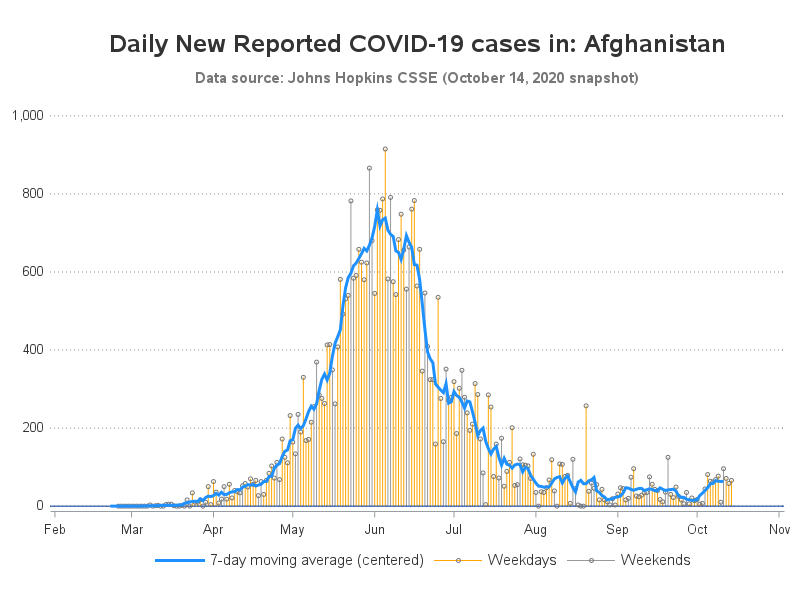 Daily New Reported COVID-19 cases in: Afghanistan
Data source: Johns Hopkins CSSE (October 14, 2020 snapshot)
1,000
800
600
400
200
0
Feb Mar Apr May Jun Jul Aug Sep Oct Nov
7-day moving average (centered) Weekdays Weekends